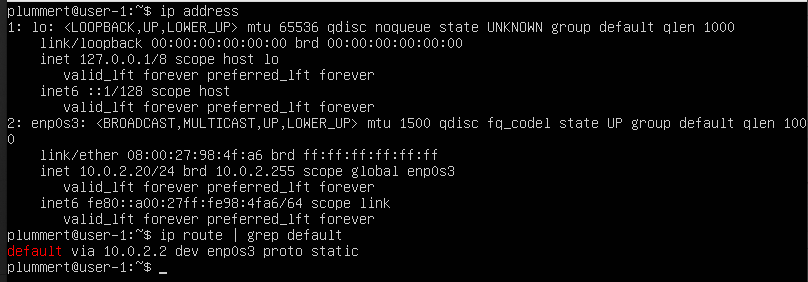 plummert@user-1:~$ ip address
1: lo: <LOOPBACK,UP,LOWER_UP> mtu 65536 qdisc noqueue state UNKNOWN group default qlen 1000
    link/loopback 00:00:00:00:00:00 brd 00:00:00:00:00:00
    inet 127.0.0.1/8 scope host lo
       valid_lft forever preferred_lft forever
    inet6 ::1/128 scope host
       valid_lft forever preferred_lft forever
2: enp0s3: <BROADCAST,MULTICAST,UP,LOWER_UP> mtu 1500 qdisc fq_codel state UP group default qlen 100
0
    link/ether 08:00:27:98:4f:a6 brd ff:ff:ff:ff:ff:ff
    inet 10.0.2.20/24 brd 10.0.2.255 scope global enp0s3
       valid_lft forever preferred_lft forever
    inet6 fe80::a00:27ff:fe98:4fa6/64 scope link
       valid_lft forever preferred_lft forever
plummert@user-1:~$ ip route | grep default
default via 10.0.2.2 dev enp0s3 proto static
plummert@user-1:~$ _